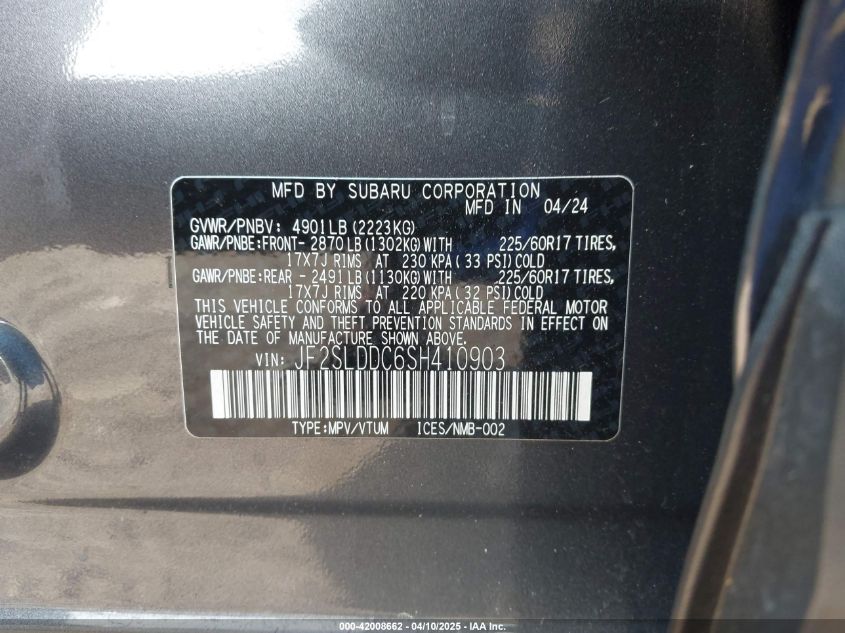 MFD BY SUBARU CORPORATION
MFD IN 04/24
GVWR/PNBV: 4901LB(2223KG)
GAWR/PNBE:FRONT- 2870LB(1302KG)WITH 225/60R17 TIRES,
17X7J RIMS AT 230 KPA(33 PSI)COLD
GAWR/PNBE:REAR - 2491LB(1130KG)WITH 225/60R17 TIRES,
17X7J RIMS AT 220 KPA(32 PSI)COLD
THIS VEHICLE CONFORMS TO ALL APPLICABLE FEDERAL MOTOR
VEHICLE SAFETY AND THEFT PREVENTION STANDARDS IN EFFECT ON
THE DATE OF MANUFACTURE SHOWN ABOVE.
VIN: JF2SLDDC6SH410903
TYPE:MPV/VTUM ICES/NMB-002
000-42008662 - 04/10/2025 - IAA Inc.